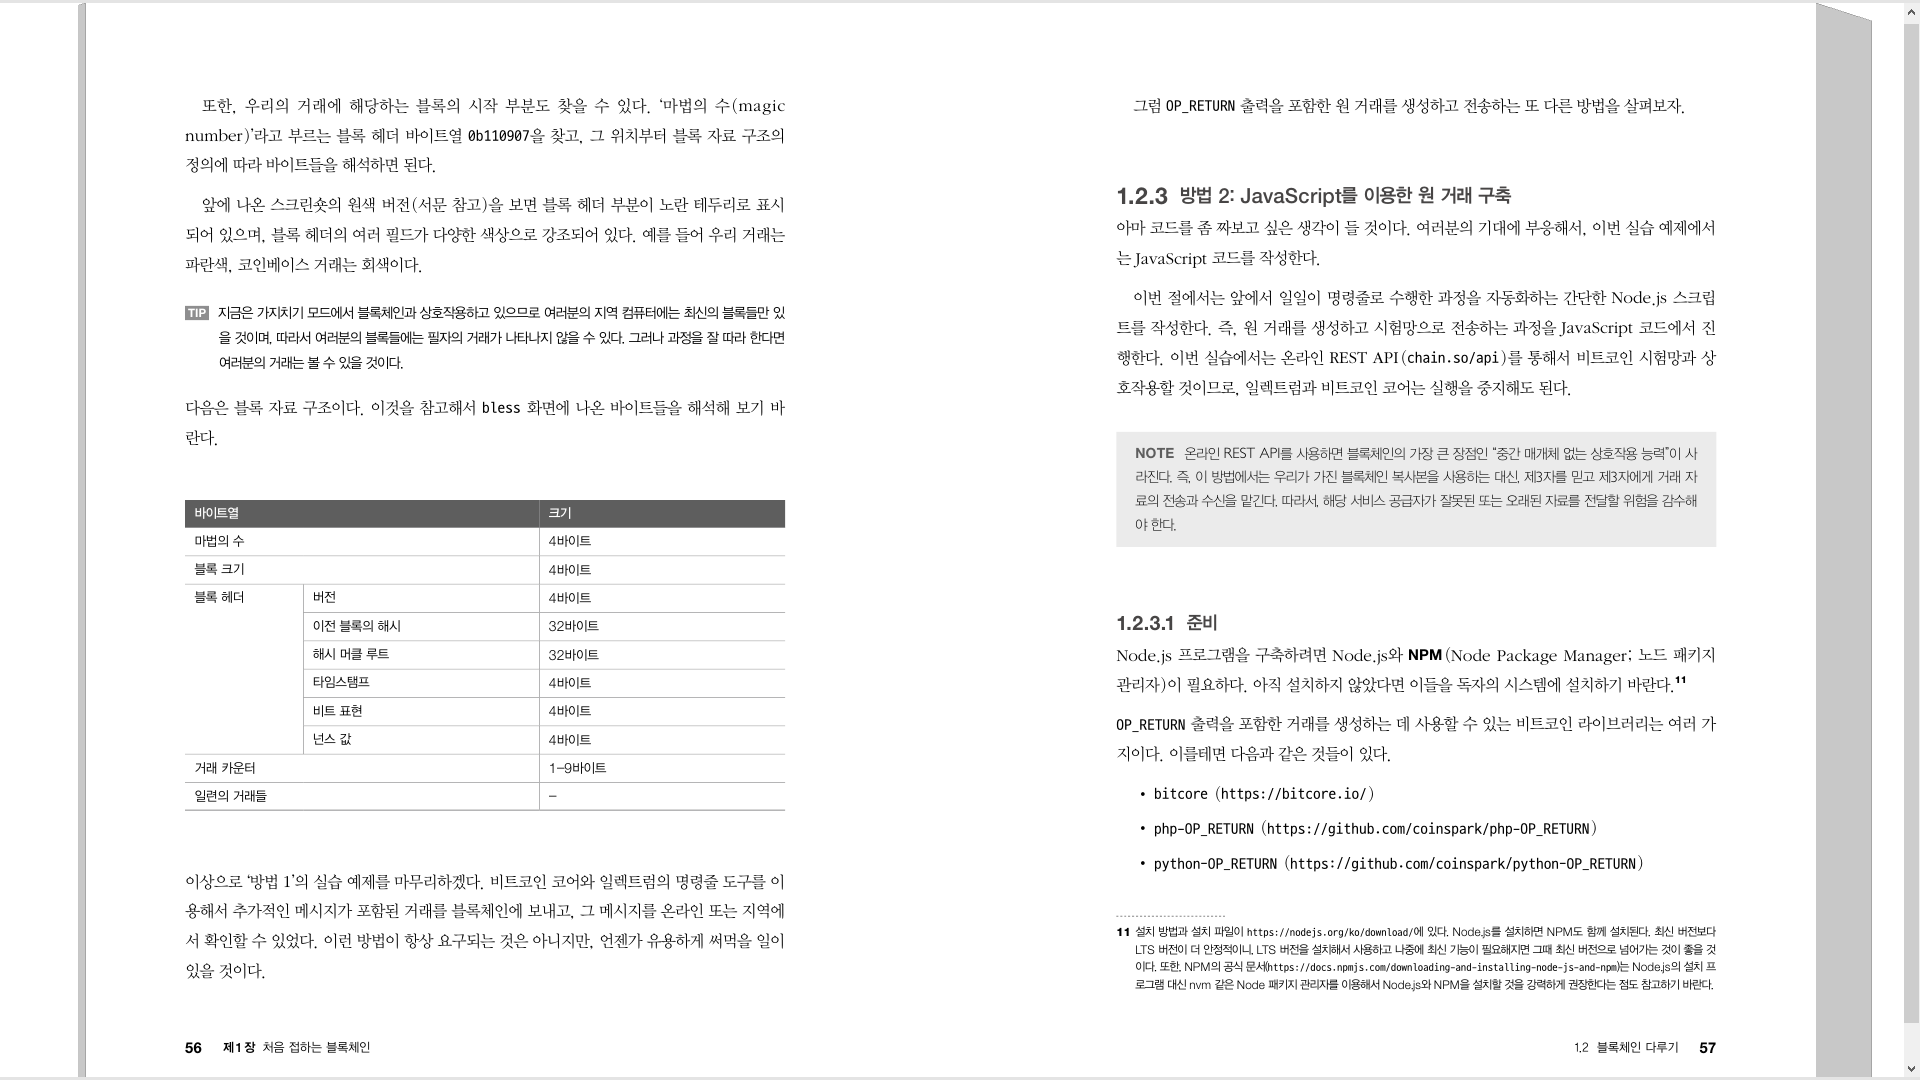 또한, 우리의 거래에 해당하는 블록의 시작 부분도 찾을 수 있다. ‘마법의 수(magic
number)’라고 부르는 블록 헤더 바이트열 0b110907을 찾고, 그 위치부터 블록 자료 구조의
정의에 따라 바이트들을 해석하면 된다.
앞에 나온 스크린숏의 원색 버전(서문 참고)을 보면 블록 헤더 부분이 노란 테두리로 표시
되어 있으며, 블록 헤더의 여러 필드가 다양한 색상으로 강조되어 있다. 예를 들어 우리 거래는
파란색, 코인베이스 거래는 회색이다.
TIP 지금은 가지치기 모드에서 블록체인과 상호작용하고 있으므로 여러분의 지역 컴퓨터에는 최신의 블록들만 있
을 것이며, 따라서 여러분의 블록들에는 필자의 거래가 나타나지 않을 수 있다. 그러나 과정을 잘 따라 한다면
여러분의 거래는 볼 수 있을 것이다.
다음은 블록 자료 구조이다. 이것을 참고해서 bless 화면에 나온 바이트들을 해석해 보기 바
란다.
바이트열 크기
마법의 수 4바이트
블록 크기 4바이트
블록 헤더 버전 4바이트
이전 블록의 해시 32바이트
해시 머클 루트 32바이트
타임스탬프 4바이트
비트 표현 4바이트
넌스 값 4바이트
거래 카운터 1–9바이트
일련의 거래들 –
이상으로 ‘방법 1’의 실습 예제를 마무리하겠다. 비트코인 코어와 일렉트럼의 명령줄 도구를 이
용해서 추가적인 메시지가 포함된 거래를 블록체인에 보내고, 그 메시지를 온라인 또는 지역에
서 확인할 수 있었다. 이런 방법이 항상 요구되는 것은 아니지만, 언젠가 유용하게 써먹을 일이
있을 것이다.
56 제1장 처음 접하는 블록체인
그럼 OP_RETURN 출력을 포함한 원 거래를 생성하고 전송하는 또 다른 방법을 살펴보자.
1.2.3 방법 2: JavaScript를 이용한 원 거래 구축
아마 코드를 좀 짜보고 싶은 생각이 들 것이다. 여러분의 기대에 부응해서, 이번 실습 예제에서
는 JavaScript 코드를 작성한다.
이번 절에서는 앞에서 일일이 명령줄로 수행한 과정을 자동화하는 간단한 Node.js 스크립
트를 작성한다. 즉, 원 거래를 생성하고 시험망으로 전송하는 과정을 JavaScript 코드에서 진
행한다. 이번 실습에서는 온라인 REST API(chain.so/api)를 통해서 비트코인 시험망과 상
호작용할 것이므로, 일렉트럼과 비트코인 코어는 실행을 중지해도 된다.
NOTE 온라인 REST API를 사용하면 블록체인의 가장 큰 장점인 “중간 매개체 없는 상호작용 능력”이 사
라진다. 즉, 이 방법에서는 우리가 가진 블록체인 복사본을 사용하는 대신, 제3자를 믿고 제3자에게 거래 자
료의 전송과 수신을 맡긴다. 따라서, 해당 서비스 공급자가 잘못된 또는 오래된 자료를 전달할 위험을 감수해
야 한다.
1.2.3.1 준비
Node.js 프로그램을 구축하려면 Node.js와 NPM(Node Package Manager; 노드 패키지
관리자)이 필요하다. 아직 설치하지 않았다면 이들을 독자의 시스템에 설치하기 바란다.11
OP_RETURN 출력을 포함한 거래를 생성하는 데 사용할 수 있는 비트코인 라이브러리는 여러 가
지이다. 이를테면 다음과 같은 것들이 있다.
• bitcore (https://bitcore.io/)
• php-OP_RETURN (https://github.com/coinspark/php-OP_RETURN)
• python-OP_RETURN (https://github.com/coinspark/python-OP_RETURN)
11 설치 방법과 설치 파일이 https://nodejs.org/ko/download/에 있다. Node.js를 설치하면 NPM도 함께 설치된다. 최신 버전보다
LTS 버전이 더 안정적이니, LTS 버전을 설치해서 사용하고 나중에 최신 기능이 필요해지면 그때 최신 버전으로 넘어가는 것이 좋을 것
이다. 또한, NPM의 공식 문서(https://docs.npmjs.com/downloading-and-installing-node-js-and-npm)는 Node.js의 설치 프
로그램 대신 nvm 같은 Node 패키지 관리자를 이용해서 Node.js와 NPM을 설치할 것을 강력하게 권장한다는 점도 참고하기 바란다.
1.2 블록체인 다루기 57